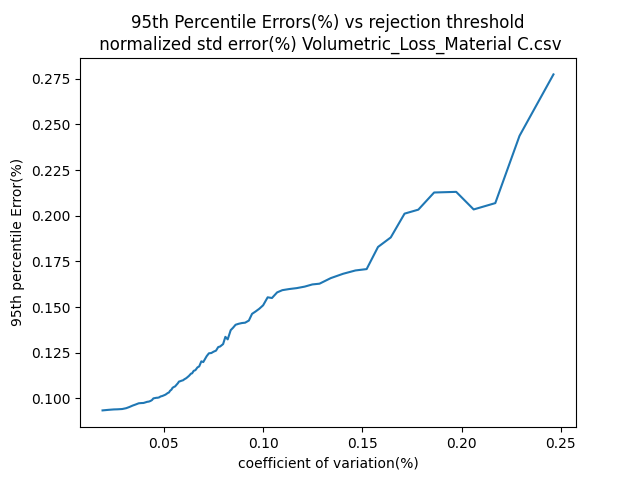 95th Percentile Errors(%) vs rejection threshold
normalized std error(%) Volumetric_Loss_Material C.csv
0.275
0.250
0.225
0.200
0.175
0.150
0.125
0.100
95th percentile Error(%)
0.05 0.10 0.15 0.20 0.25
coefficient of variation(%)